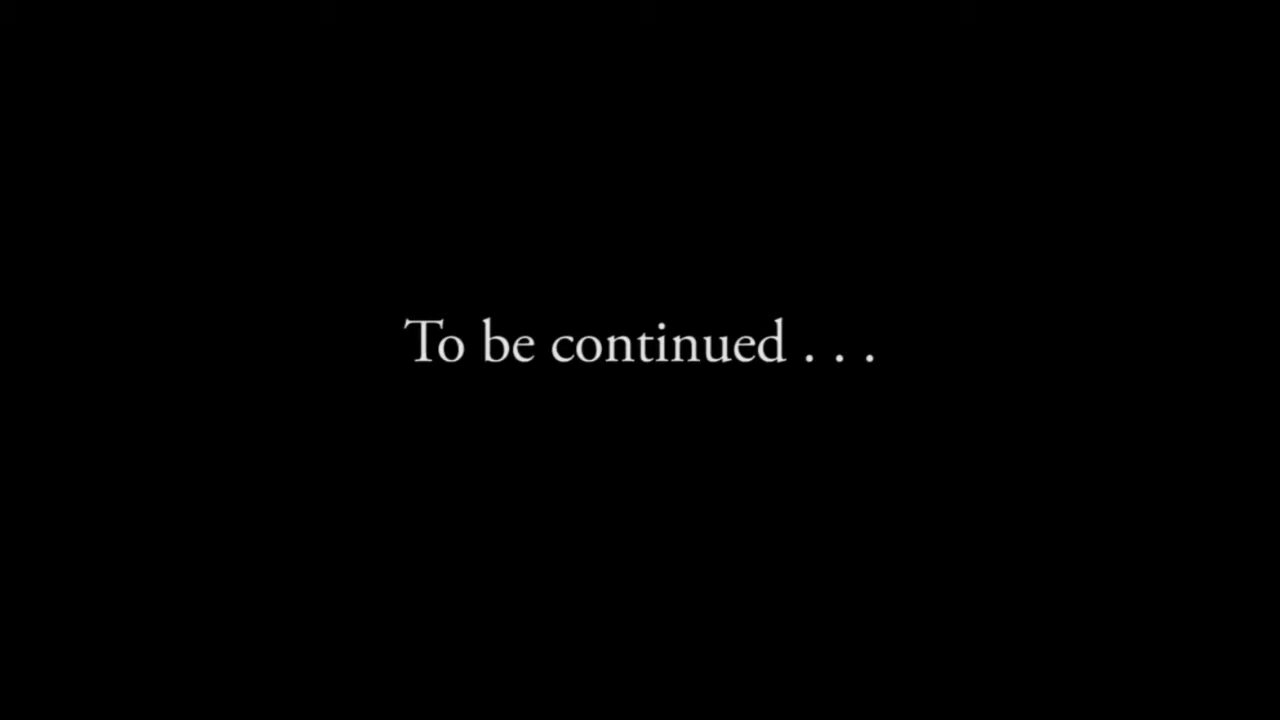 To be continued . . .